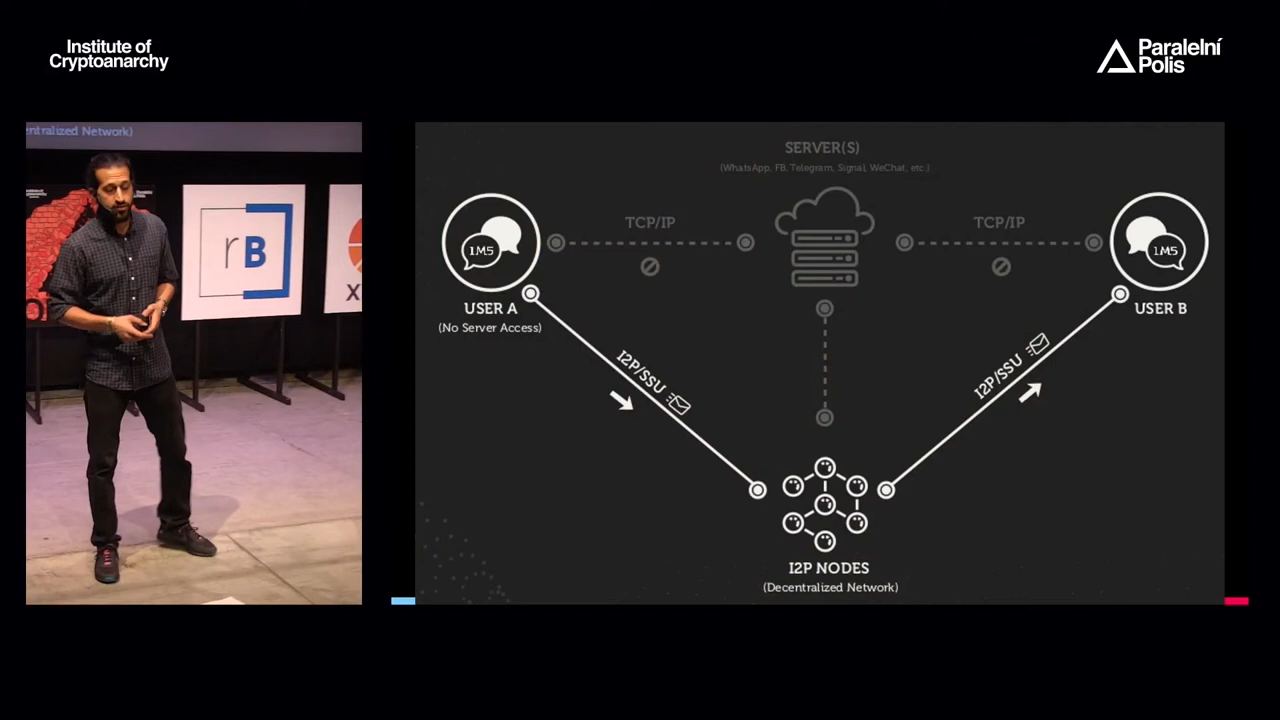 Institute of
Cryptoanarchy
Paralelní
Polis
entralized Network)
rB
X
SERVER(S)
(WhatsApp, FB, Telegram, Signal, WeChat, etc.)
TCP/IP
TCP/IP
1M5
1M5
USER A
(No Server Access)
USER B
I2P/SSU
I2P/SSU
I2P NODES
(Decentralized Network)